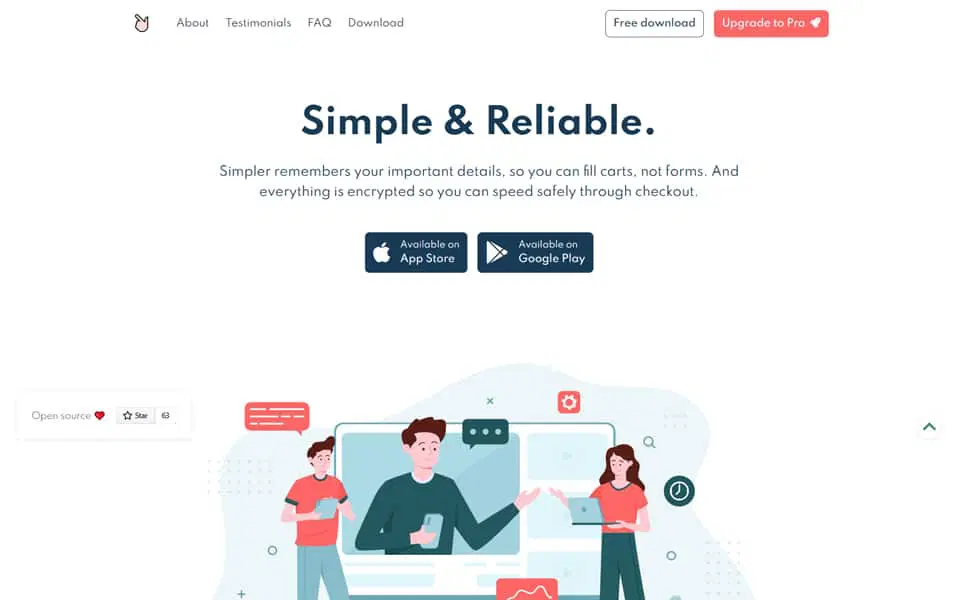 About
Testimonials
FAQ
Download
Free download
Upgrade to Pro
Simple & Reliable.
Simpler remembers your important details, so you can fill carts, not forms. And
everything is encrypted so you can speed safely through checkout.
Available on
App Store
Available on
Google Play
Open source
Star
63